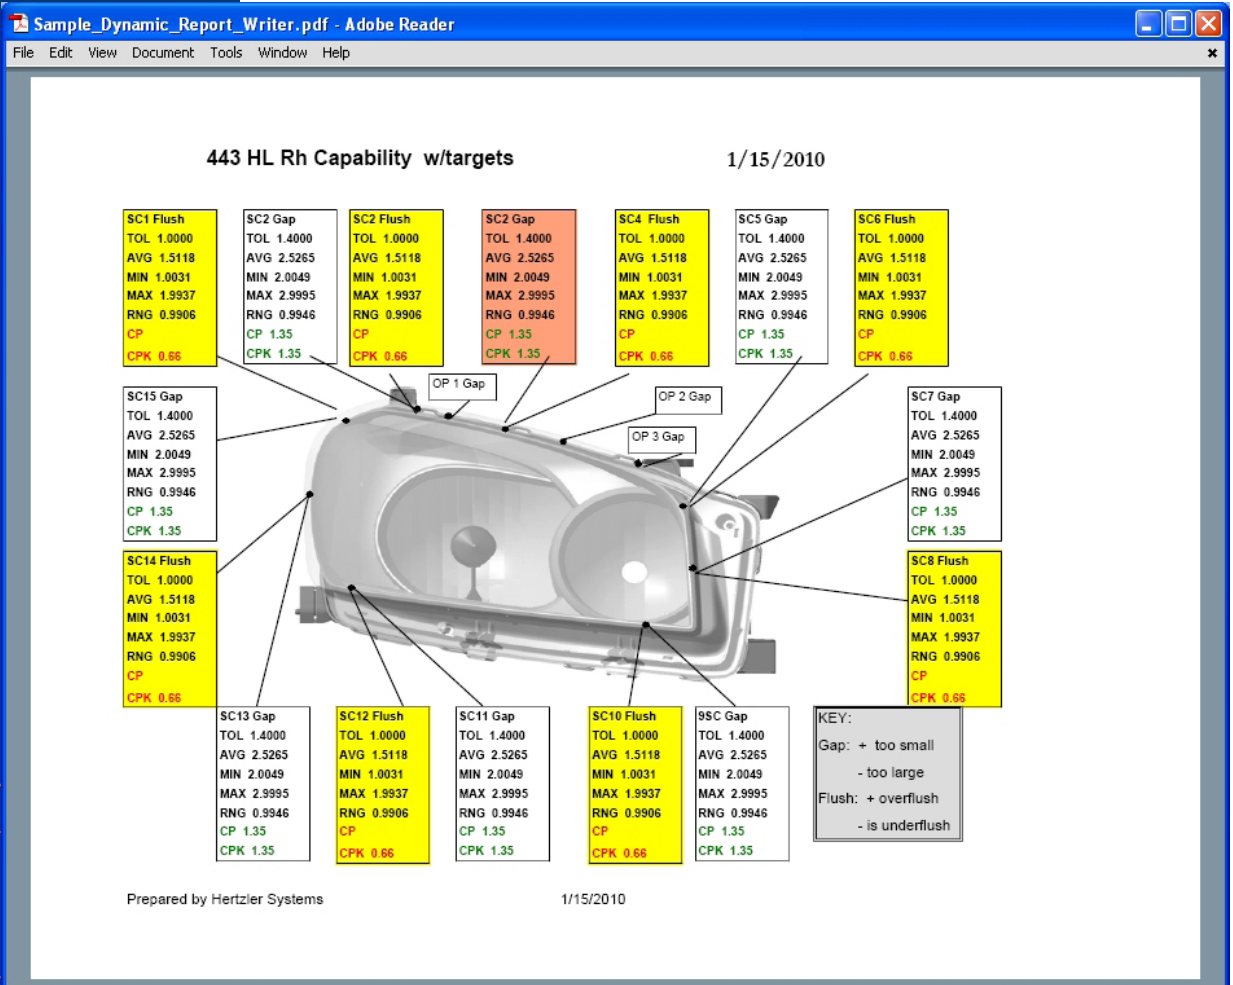 Sample_Dynamic_Report_Writer.pdf - Adobe Reader
File Edit View Document Tools Window Help
443 HL Rh Capability w/targets
1/15/2010
SC1 Flush
TOL 1.0000
AVG 1.5118
MIN 1.0031
MAX 1.9937
RNG 0.9906
CP
CPK 0.66
SC2 Gap
TOL 1.4000
AVG 2.5265
MIN 2.0049
MAX 2.9995
RNG 0.9946
CP 1.35
CPK 1.35
SC2 Flush
TOL 1.0000
AVG 1.5118
MIN 1.0031
MAX 1.9937
RNG 0.9906
CP
CPK 0.66
SC2 Gap
TOL 1.4000
AVG 2.5265
MIN 2.0049
MAX 2.9995
RNG 0.9946
CP 1.35
CPK 1.35
SC4 Flush
TOL 1.0000
AVG 1.5118
MIN 1.0031
MAX 1.9937
RNG 0.9906
CP
CPK 0.66
SC5 Gap
TOL 1.4000
AVG 2.5265
MIN 2.0049
MAX 2.9995
RNG 0.9946
CP 1.35
CPK 1.35
SC6 Flush
TOL 1.0000
AVG 1.5118
MIN 1.0031
MAX 1.9937
RNG 0.9906
CP
CPK 0.66
OP 1 Gap
OP 2 Gap
OP 3 Gap
SC15 Gap
TOL 1.4000
AVG 2.5265
MIN 2.0049
MAX 2.9995
RNG 0.9946
CP 1.35
CPK 1.35
SC7 Gap
TOL 1.4000
AVG 2.5265
MIN 2.0049
MAX 2.9995
RNG 0.9946
CP 1.35
CPK 1.35
SC14 Flush
TOL 1.0000
AVG 1.5118
MIN 1.0031
MAX 1.9937
RNG 0.9906
CP
CPK 0.66
SC8 Flush
TOL 1.0000
AVG 1.5118
MIN 1.0031
MAX 1.9937
RNG 0.9906
CP
CPK 0.66
SC13 Gap
TOL 1.4000
AVG 2.5265
MIN 2.0049
MAX 2.9995
RNG 0.9946
CP 1.35
CPK 1.35
SC12 Flush
TOL 1.0000
AVG 1.5118
MIN 1.0031
MAX 1.9937
RNG 0.9906
CP
CPK 0.66
SC11 Gap
TOL 1.4000
AVG 2.5265
MIN 2.0049
MAX 2.9995
RNG 0.9946
CP 1.35
CPK 1.35
SC10 Flush
TOL 1.0000
AVG 1.5118
MIN 1.0031
MAX 1.9937
RNG 0.9906
CP
CPK 0.66
9SC Gap
TOL 1.4000
AVG 2.5265
MIN 2.0049
MAX 2.9995
RNG 0.9946
CP 1.35
CPK 1.35
KEY:
Gap: + too small
- too large
Flush: + overflush
- is underflush
Prepared by Hertzler Systems
1/15/2010